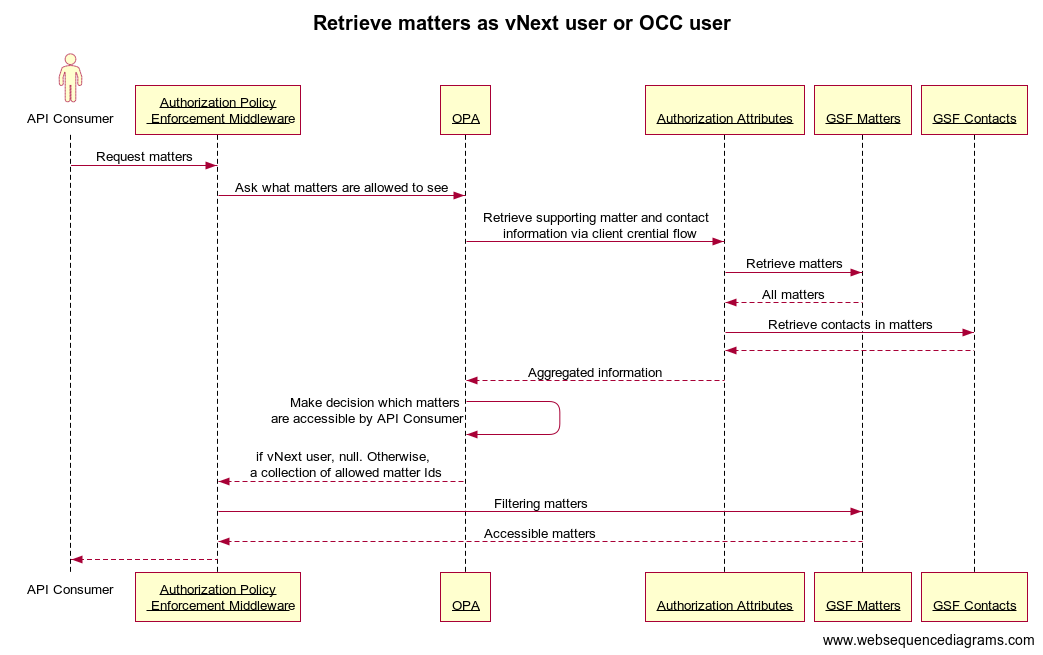 Retrieve matters as vNext user or OCC user
API Consumer
Authorization Policy
Enforcement Middleware
OPA
Authorization Attributes
GSF Matters
GSF Contacts
Request matters
Ask what matters are allowed to see
Retrieve supporting matter and contact
information via client crential flow
Retrieve matters
All matters
Retrieve contacts in matters
Aggregated information
Make decision which matters
are accessible by API Consumer
if vNext user, null. Otherwise,
a collection of allowed matter Ids
Filtering matters
Accessible matters
API Consumer
Authorization Policy
Enforcement Middleware
OPA
Authorization Attributes
GSF Matters
GSF Contacts
www.websequencediagrams.com